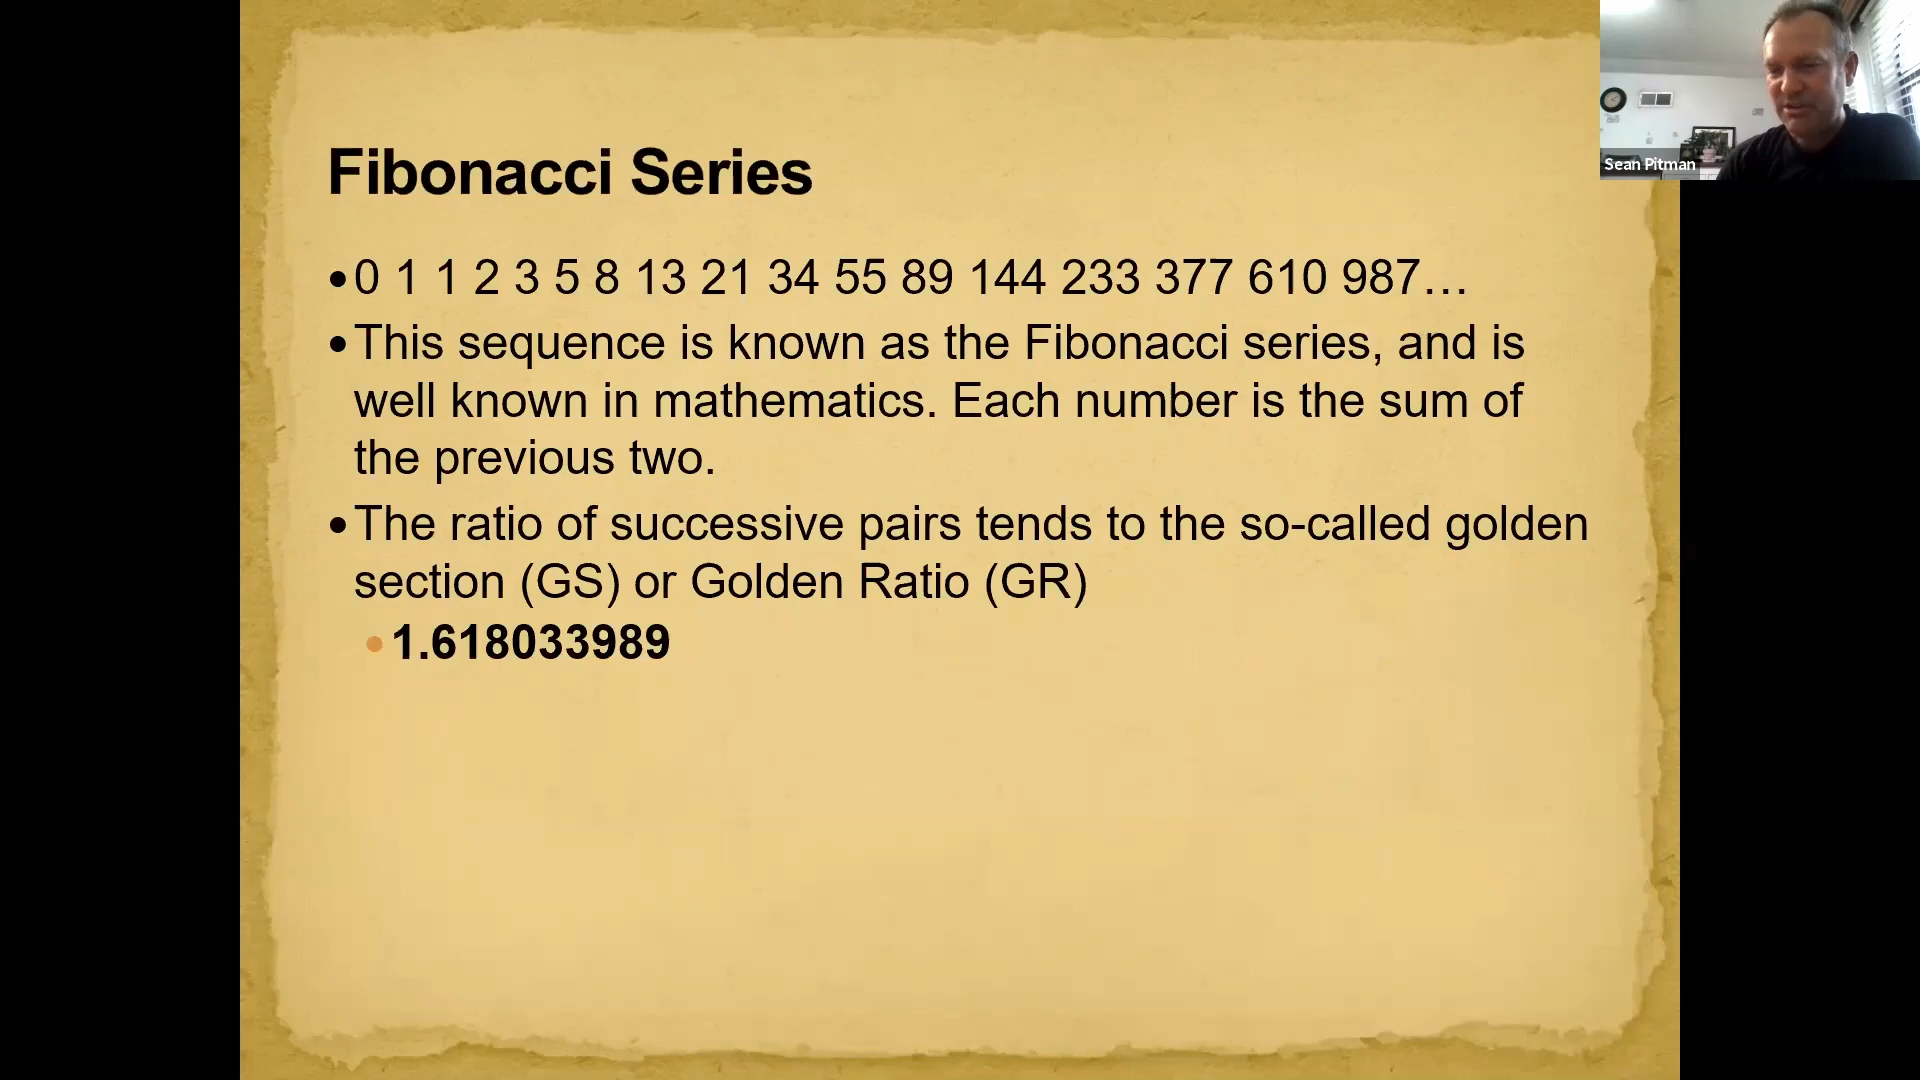 Fibonacci Series
•0 1 1 2 3 5 8 13 21 34 55 89 144 233 377 610 987…
•This sequence is known as the Fibonacci series, and is
well known in mathematics. Each number is the sum of
the previous two.
•The ratio of successive pairs tends to the so-called golden
section (GS) or Golden Ratio (GR)
•1.618033989
Sean Pitman